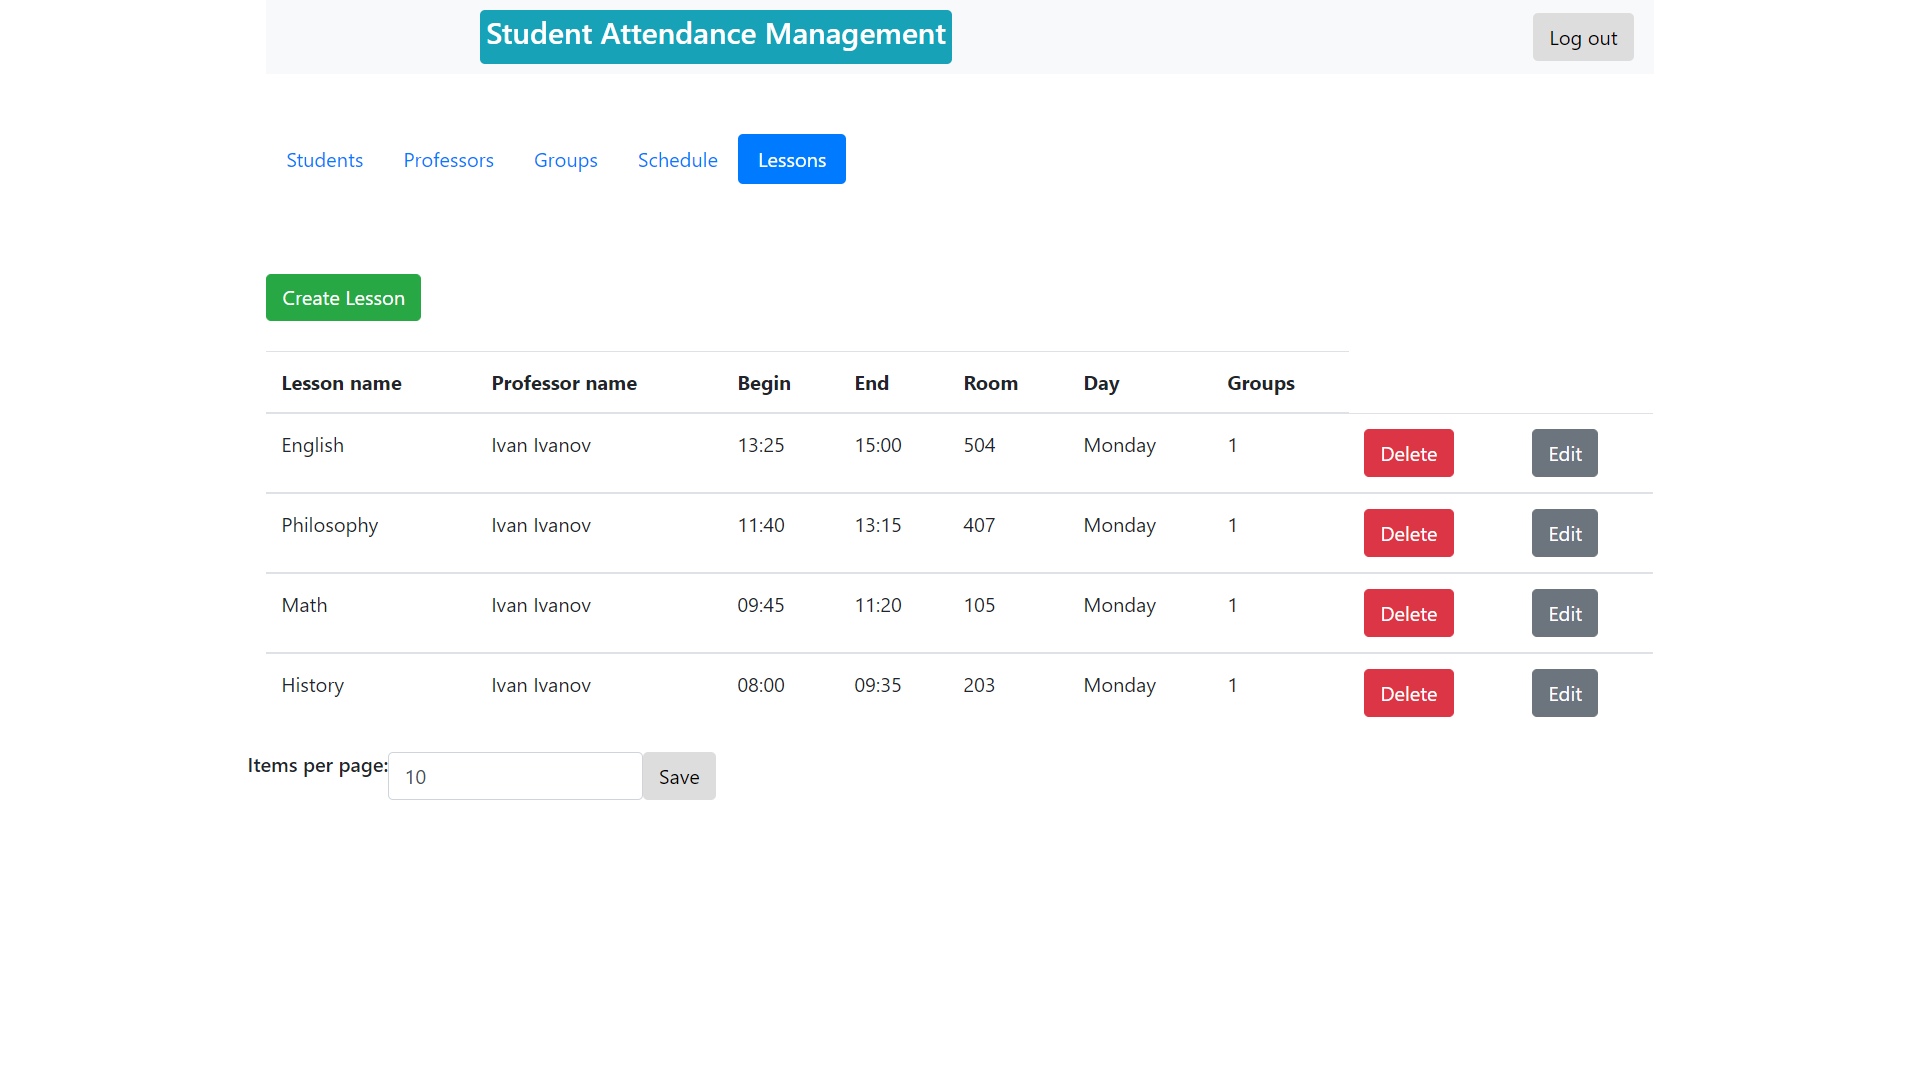 Student Attendance Management
Log out
Students Professors Groups Schedule Lessons
Create Lesson
Lesson name Professor name Begin End Room Day Groups
English Ivan Ivanov 13:25 15:00 504 Monday 1 Delete Edit
Philosophy Ivan Ivanov 11:40 13:15 407 Monday 1 Delete Edit
Math Ivan Ivanov 09:45 11:20 105 Monday 1 Delete Edit
History Ivan Ivanov 08:00 09:35 203 Monday 1 Delete Edit
Items per page: 10 Save